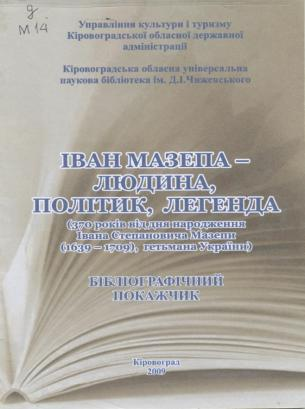 д
М 14
Управління культури і туризму
Кіровоградської обласної державної
адміністрації
Кіровоградська обласна універсальна
наукова бібліотека ім. Д.І.Чижевського
ІВАН МАЗЕПА –
ЛЮДИНА,
ПОЛІТИК, ЛЕГЕНДА
(370 років від дня народження
Івана Степановича Мазепи
(1639 – 1709), гетьмана України)
БІБЛІОГРАФІЧНИЙ
ПОКАЖЧИК
Кіровоград
2009